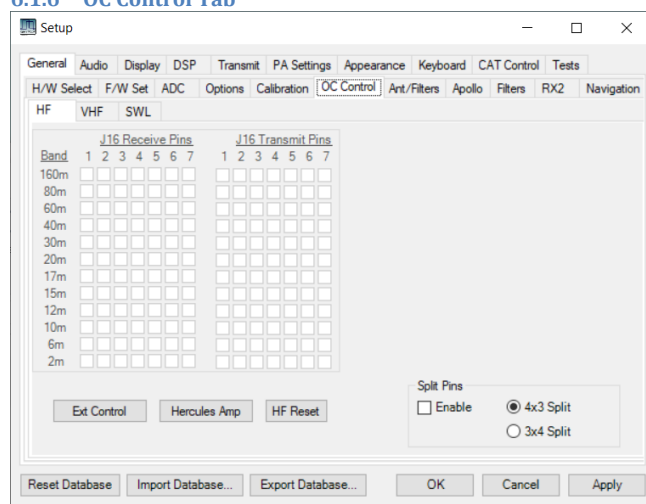 6.1.6 OC Control Tab
Setup
General Audio Display DSP Transmit PA Settings Appearance Keyboard CAT Control Tests
H/W Select F/W Set ADC Options Calibration OC Control Ant/Filters Apollo Filters RX2 Navigation
HF VHF SWL
J16 Receive Pins J16 Transmit Pins
Band 1 2 3 4 5 6 7 1 2 3 4 5 6 7
160m
80m
60m
40m
30m
20m
17m
15m
12m
10m
6m
2m
Split Pins
Ext Control Hercules Amp HF Reset Enable 4x3 Split
3x4 Split
Reset Database Import Database... Export Database... OK Cancel Apply